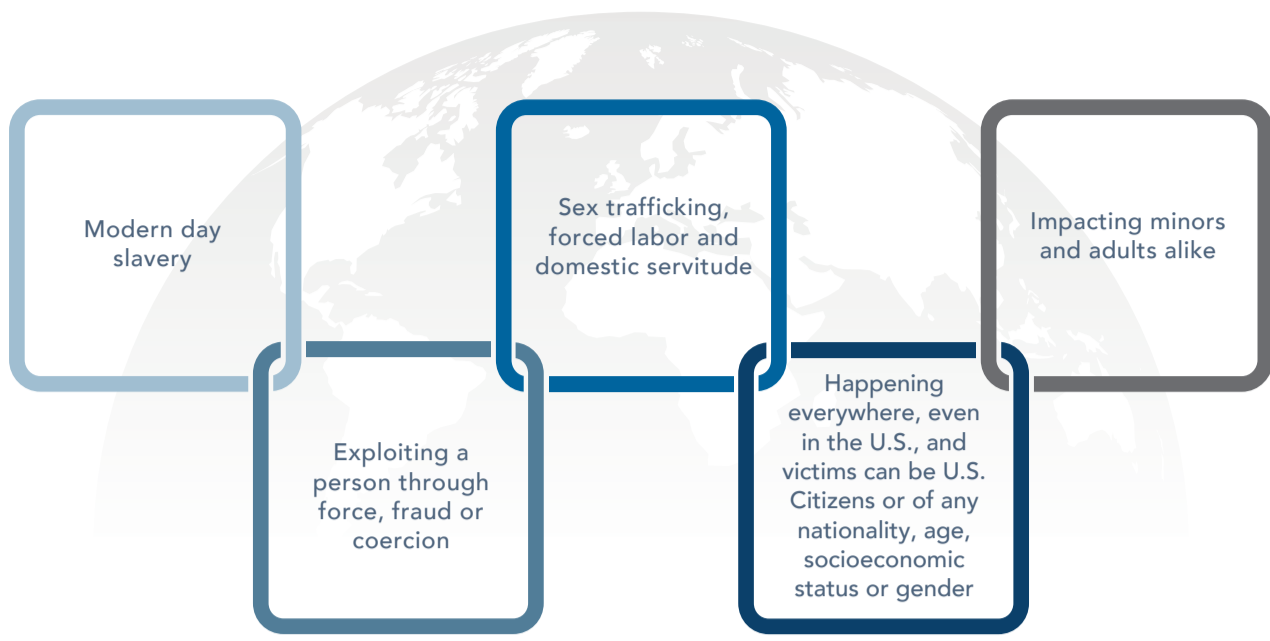 Modern day
slavery
Exploiting a
person through
force, fraud or
coercion
Sex trafficking,
forced labor and
domestic servitude
Happening
everywhere, even
in the U.S., and
victims can be U.S.
Citizens or of any
nationality, age,
socioeconomic
status or gender
Impacting minors
and adults alike